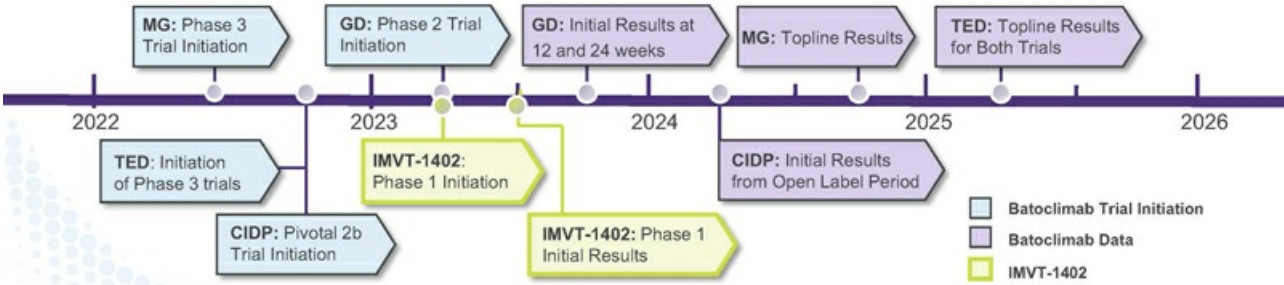 MG: Phase 3
Trial Initiation
GD: Phase 2 Trial
Initiation
GD: Initial Results at
12 and 24 weeks
MG: Topline Results
TED: Topline Results
for Both Trials
2022
2023
2024
2025
2026
TED: Initiation
of Phase 3 trials
IMVT-1402:
Phase 1 Initiation
CIDP: Initial Results
from Open Label Period
CIDP: Pivotal 2b
Trial Initiation
IMVT-1402: Phase 1
Initial Results
Batoclimab Trial Initiation
Batoclimab Data
IMVT-1402